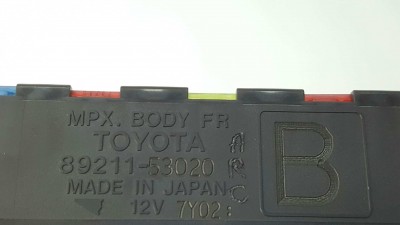 MPX. BODY FR
TOYOTA
89211-53020
MADE IN JAPAN
12V 7Y02
B